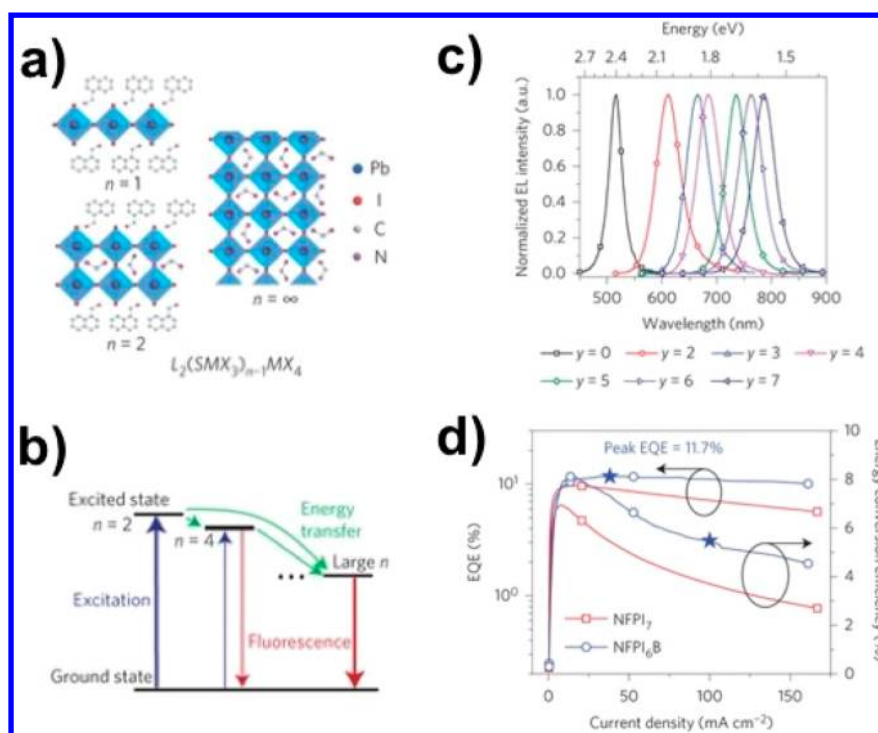 a)
n = 1
n = 2
n = ∞
Pb
I
C
N
L₂(SMX₃)ₙ₋₁MX₄
b)
Excited state
n = 2
n = 4
Energy
transfer
Large n
Excitation
Fluorescence
Ground state
c)
Energy (eV)
2.7 2.4 2.1 1.8 1.5
Normalized EL intensity (a.u.)
1.0
0.8
0.6
0.4
0.2
0.0
500 600 700 800 900
Wavelength (nm)
y = 0 y = 2 y = 3 y = 4
y = 5 y = 6 y = 7
d)
Peak EQE = 11.7%
EQE (%)
10¹
10⁰
NFPI₇
NFPI₆B
10
8
6
4
2
0
0 50 100 150
Current density (mA cm⁻²)